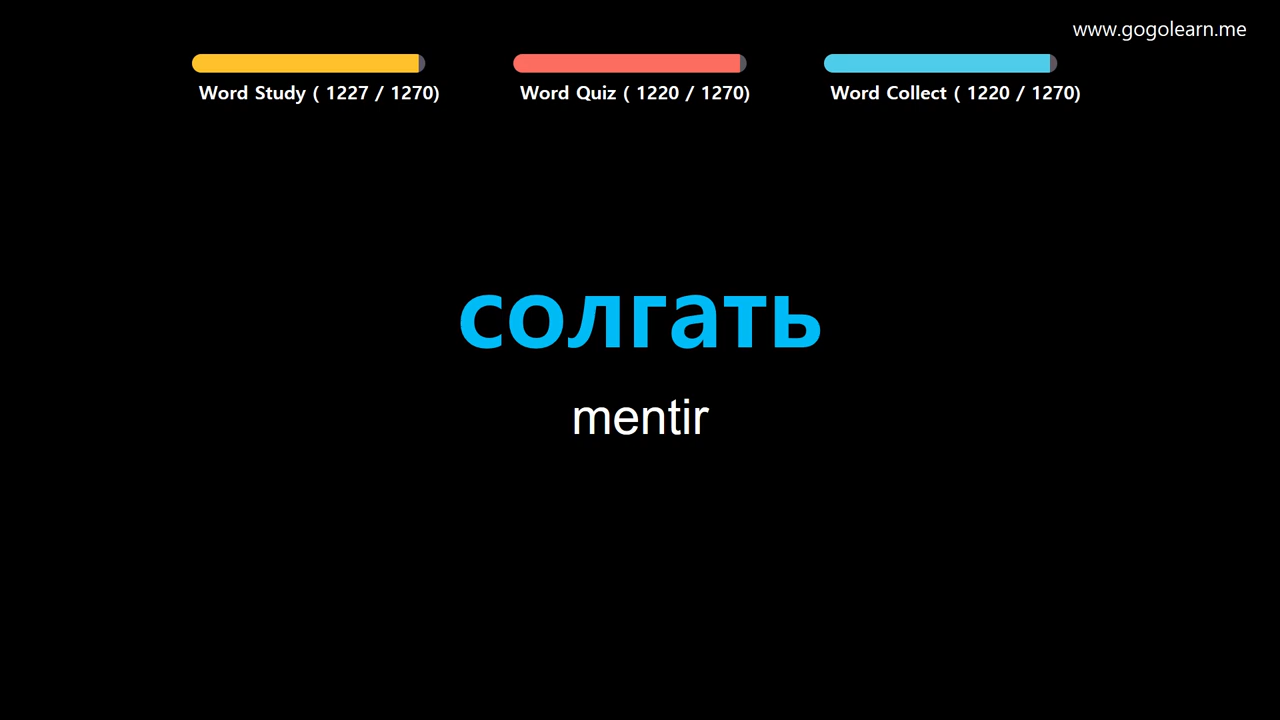 www.gogolearn.me
Word Study ( 1227 / 1270)
Word Quiz ( 1220 / 1270)
Word Collect ( 1220 / 1270)
солгать
mentir